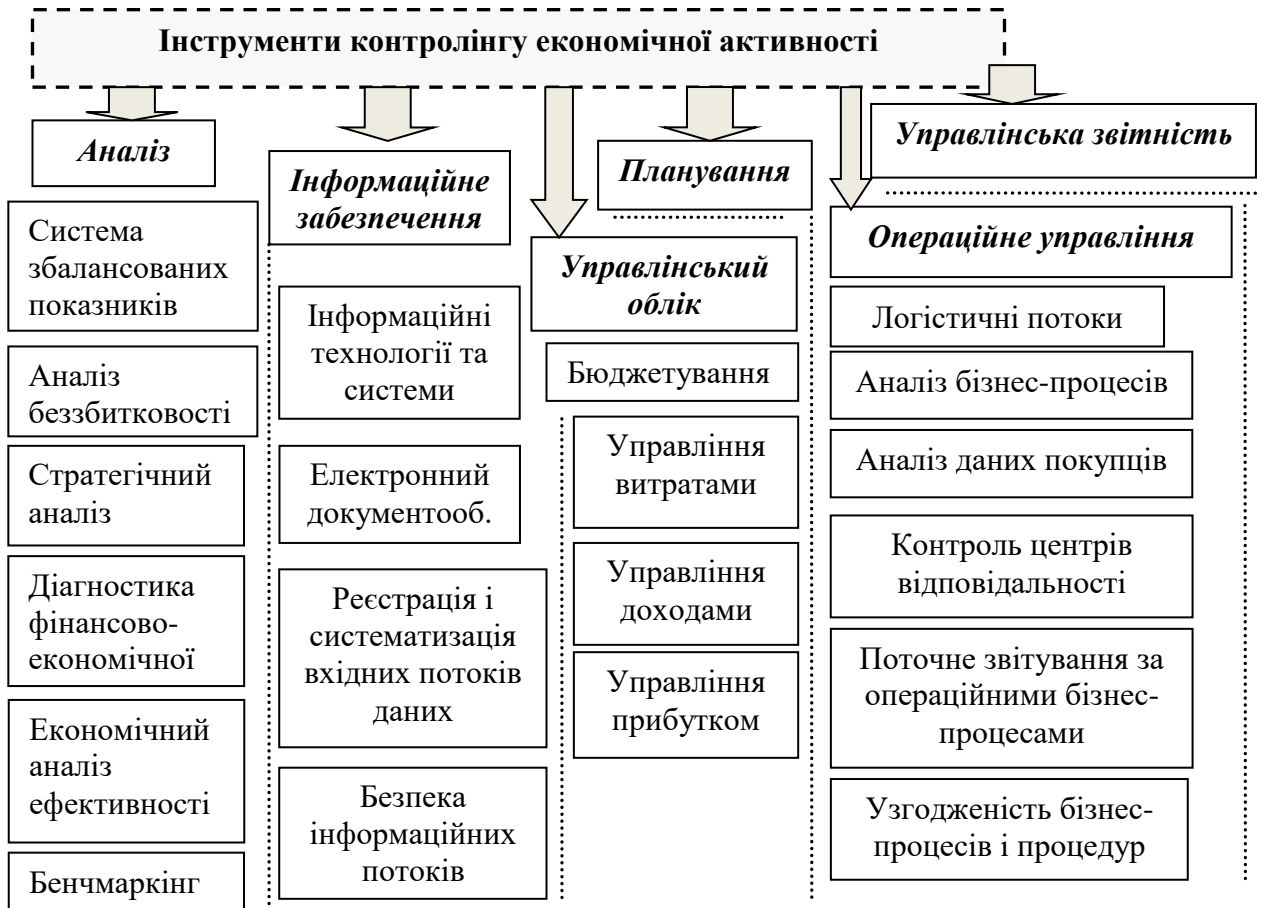 Інструменти контролінгу економічної активності
Аналіз
Система
збалансованих
показників
Аналіз
беззбитковості
Стратегічний
аналіз
Діагностика
фінансово-
економічної
Економічний
аналіз
ефективності
Бенчмаркінг
Інформаційне
забезпечення
Інформаційні
технології та
системи
Електронний
документооб.
Реєстрація і
систематизація
вхідних потоків
даних
Безпека
інформаційних
потоків
Планування
Управлінський
облік
Бюджетування
Управління
витратами
Управління
доходами
Управління
прибутком
Управлінська звітність
Операційне управління
Логістичні потоки
Аналіз бізнес-процесів
Аналіз даних покупців
Контроль центрів
відповідальності
Поточне звітування за
операційними бізнес-
процесами
Узгодженість бізнес-
процесів і процедур